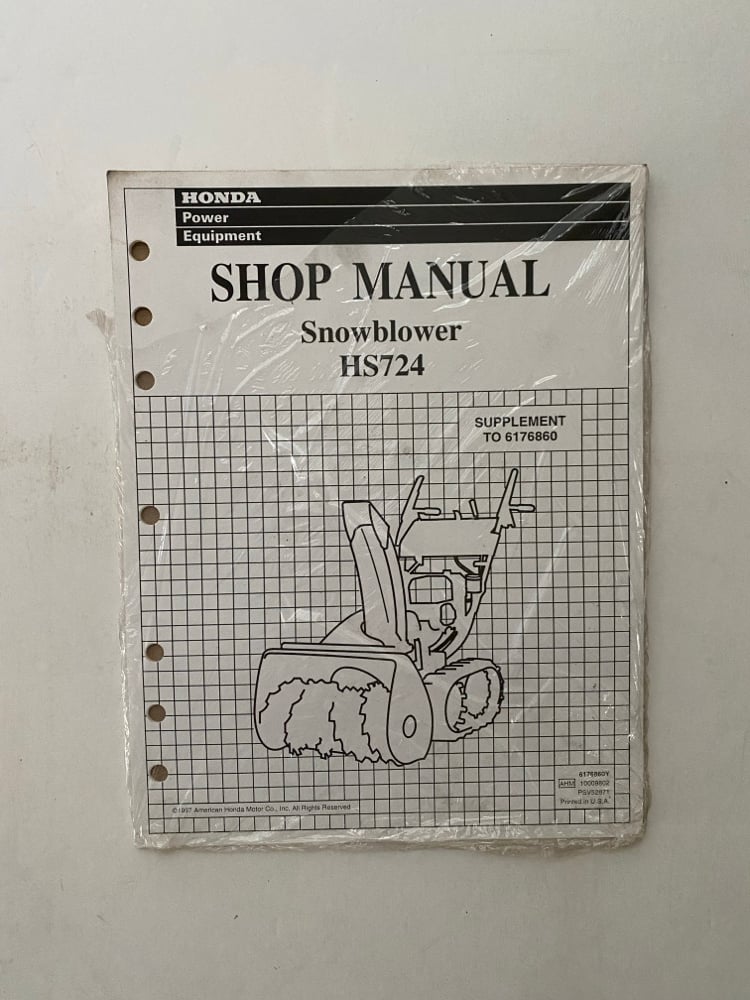 HONDA
Power
Equipment
SHOP MANUAL
Snowblower
HS724
SUPPLEMENT
TO 6176860
6176860Y
AHM 10009802
PSV52871
Printed in U.S.A.
©1997 American Honda Motor Co., Inc. All Rights Reserved